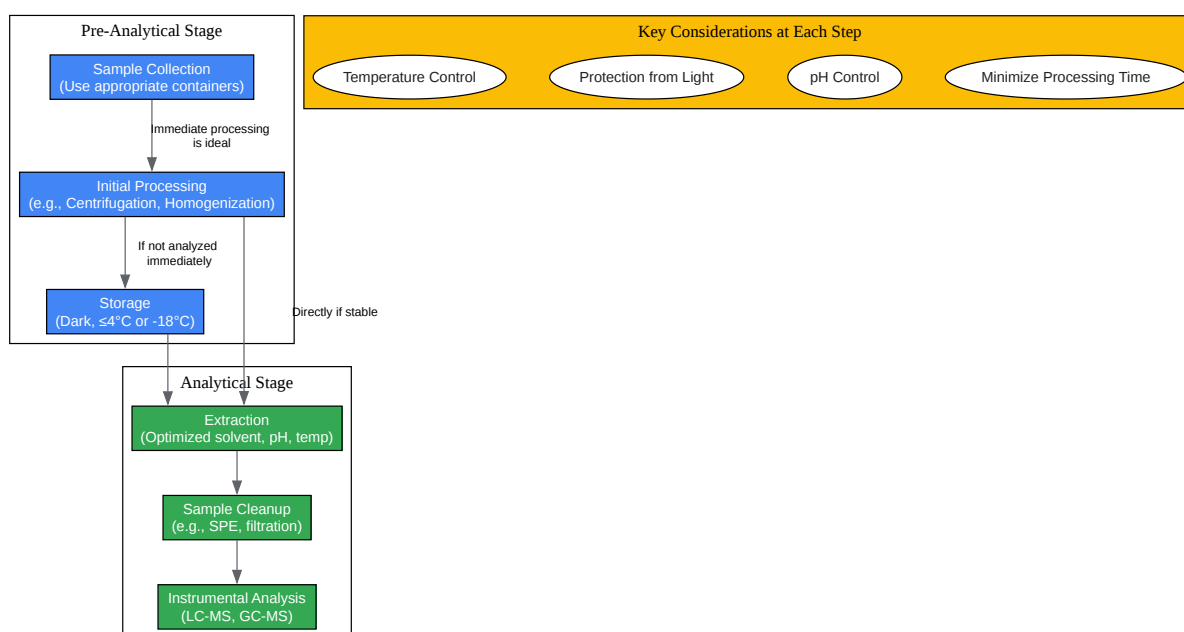 Pre-Analytical Stage
Sample Collection
(Use appropriate containers)
Immediate processing
is ideal
Initial Processing
(e.g., Centrifugation, Homogenization)
If not analyzed
immediately
Storage
(Dark, ≤4°C or -18°C)
Directly if stable
Key Considerations at Each Step
Temperature Control
Protection from Light
pH Control
Minimize Processing Time
Analytical Stage
Extraction
(Optimized solvent, pH, temp)
Sample Cleanup
(e.g., SPE, filtration)
Instrumental Analysis
(LC-MS, GC-MS)